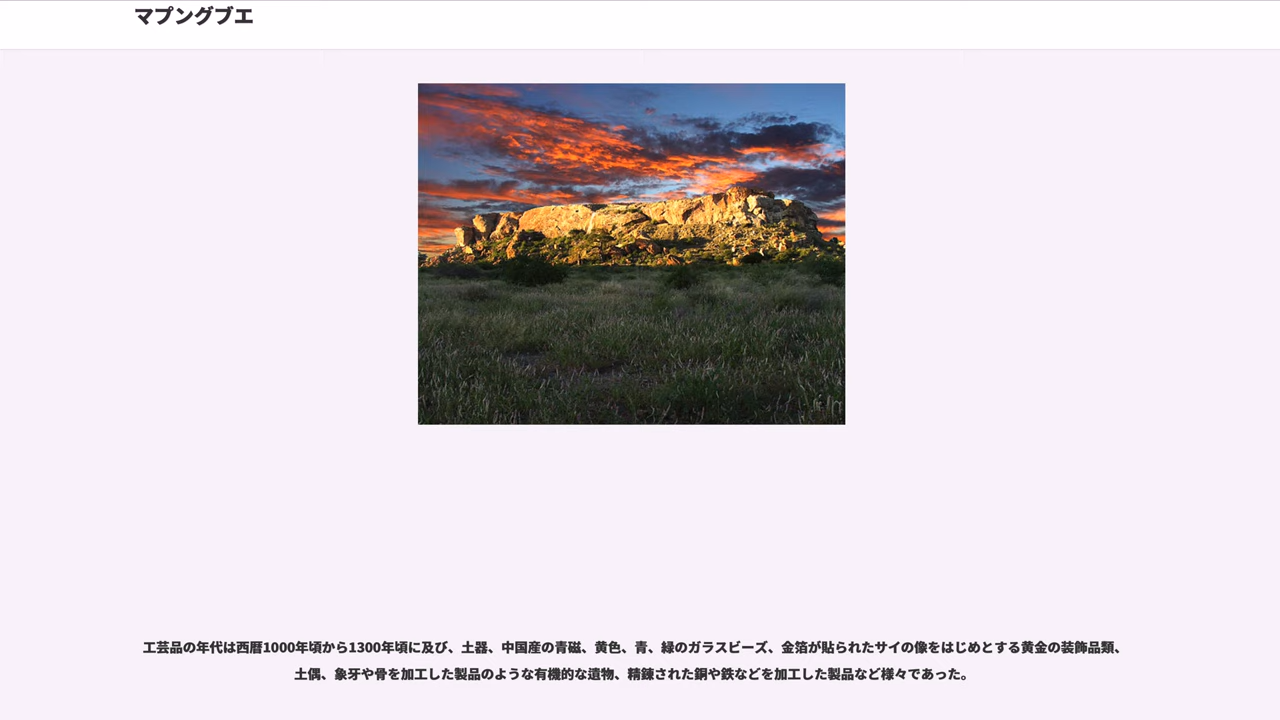 マプングブエ
工芸品の年代は西暦1000年頃から1300年頃に及び、土器、中国産の青磁、黄色、青、緑のガラスビーズ、金箔が貼られたサイの像をはじめとする黄金の装飾品類、
土偶、象牙や骨を加工した製品のような有機的な遺物、精錬された銅や鉄などを加工した製品など様々であった。